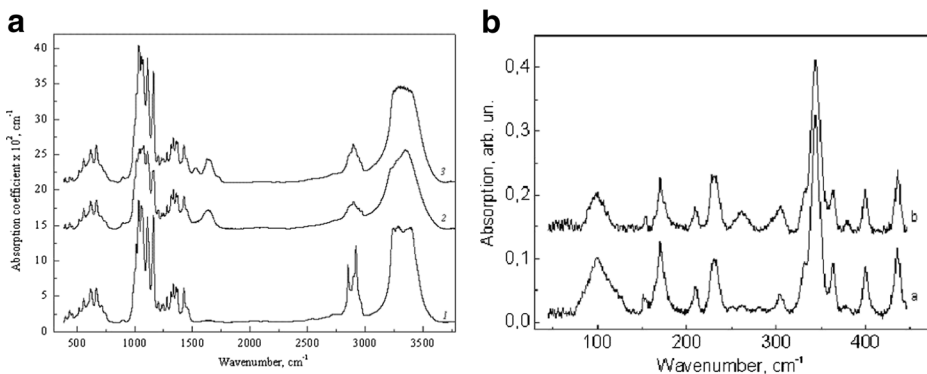 a
40
35
30
25
20
15
10
5
0
Absorption coefficient x 10², cm⁻¹
3
2
1
500 1000 1500 2000 2500 3000 3500
Wavenumber, cm⁻¹
b
0,4
0,3
0,2
0,1
0,0
Absorption, arb. un.
b
a
100 200 300 400
Wavenumber, cm⁻¹